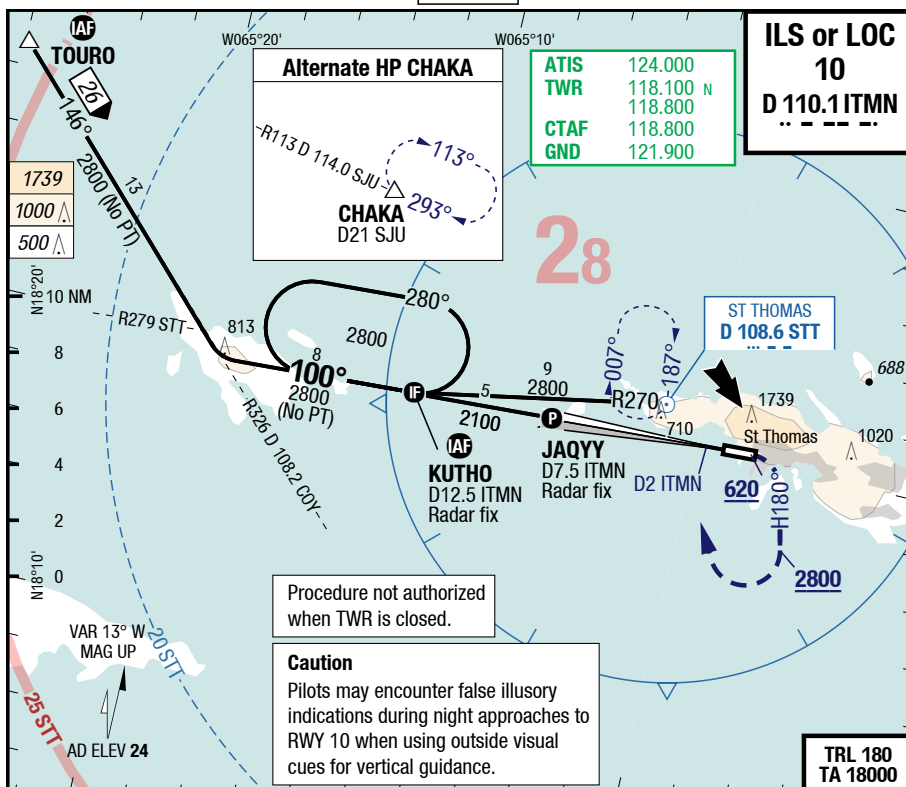 IAF
TOURO
W065°20'
W065°10'
ILS or LOC
10
D 110.1 ITMN
Alternate HP CHAKA
R113 D 114.0 SJU
113°
293°
CHAKA
D21 SJU
ATIS 124.000
TWR 118.100 N
118.800
CTAF 118.800
GND 121.900
26
146°
2800 (No PT)
13
1739
1000
500
28
N18°20'
10 NM
R279 STT
813
280°
2800
8
100°
2800
(No PT)
IF
5
9
2800
R270
2100
007°
187°
ST THOMAS
D 108.6 STT
688
1739
710
St Thomas
1020
P
IAF
KUTHO
D12.5 ITMN
Radar fix
JAQYY
D7.5 ITMN
Radar fix
D2 ITMN
620
H180°
2800
R326 D 108.2 COY
8
6
4
2
0
N18°10'
VAR 13° W
MAG UP
AD ELEV 24
20 STT
25 STT
Procedure not authorized
when TWR is closed.
Caution
Pilots may encounter false illusory
indications during night approaches to
RWY 10 when using outside visual
cues for vertical guidance.
TRL 180
TA 18000